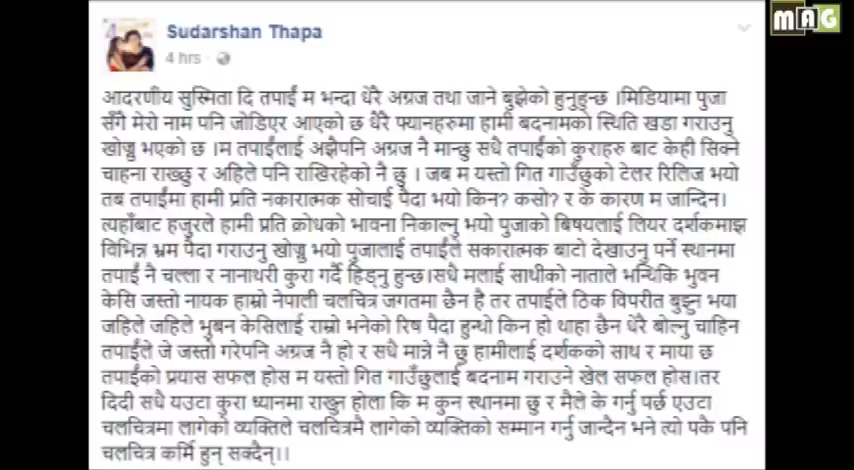 MAG
Sudarshan Thapa
4 hrs
आदरणीय सुस्मिता दि तपाईं म भन्दा धेरै अग्रज तथा जाने बुझेको हुनुहुन्छ ।मिडियामा पुजा
सँगै मेरो नाम पनि जोडिएर आएको छ धेरै फ्यानहरुमा हामी बदनामको स्थिति खडा गराउनु
खोज्नु भएको छ ।म तपाईंलाई अझैपनि अग्रज नै मान्छु सधै तपाईंको कुराहरु बाट केही सिक्ने
चाहना राख्छु र अहिले पनि राखिरहेको नै छु । जब म यस्तो गित गाउँछुको टेलर रिलिज भयो
तब तपाईंमा हामी प्रति नकारात्मक सोचाई पैदा भयो किन? कसो? र के कारण म जान्दिन।
त्यहाँबाट हजुरले हामी प्रति क्रोधको भावना निकाल्नु भयो पुजाको बिषयलाई लियर दर्शकमाझ
विभिन्न भ्रम पैदा गराउनु खोज्नु भयो पुजालाई तपाईंले सकारात्मक बाटो देखाउनु पर्ने स्थानमा
तपाईं नै चल्ला र नानाथरी कुरा गर्दै हिड्नु हुन्छ।सधै मलाई साथीको नाताले भन्थिकि भुवन
केसि जस्तो नायक हाम्रो नेपाली चलचित्र जगतमा छैन है तर तपाईंले ठिक विपरीत बुझ्नु भया
जहिले जहिले भुबन केसिलाई राम्रो भनेको रिष पैदा हुन्थो किन हो थाहा छैन धेरै बोल्नु चाहिन
तपाईंले जे जस्तो गरेपनि अग्रज नै हो र सधै मान्ने नै छु हामीलाई दर्शकको साथ र माया छ
तपाईंको प्रयास सफल होस म यस्तो गित गाउँछुलाई बदनाम गराउने खेल सफल होस।तर
दिदी सधै यउटा कुरा ध्यानमा राख्नुन होला कि म कुन स्थानमा छु र मैले के गर्नु पर्छ एउटा
चलचित्रमा लागेको व्यक्तिले चलचित्रमै लागेको व्यक्तिको सम्मान गर्नु जान्दैन भने त्यो पकै पनि
चलचित्र कर्मि हुन् सक्दैन्।।